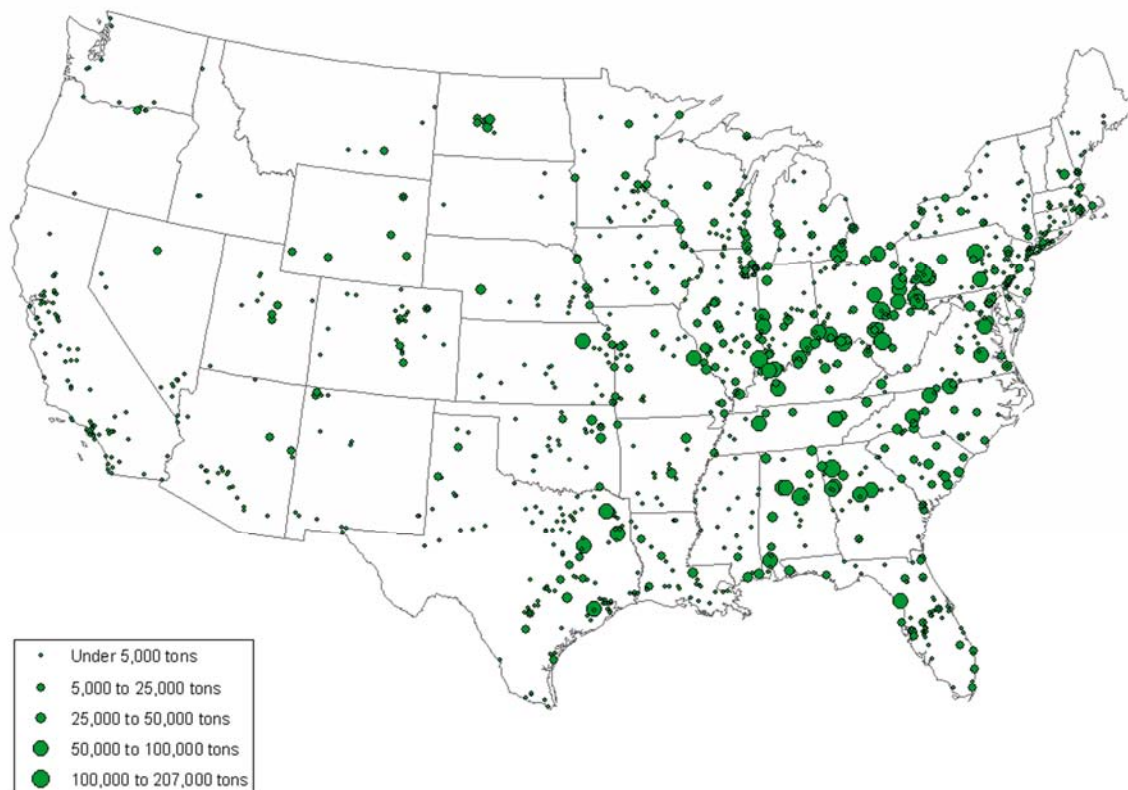 Under 5,000 tons
5,000 to 25,000 tons
25,000 to 50,000 tons
50,000 to 100,000 tons
100,000 to 207,000 tons